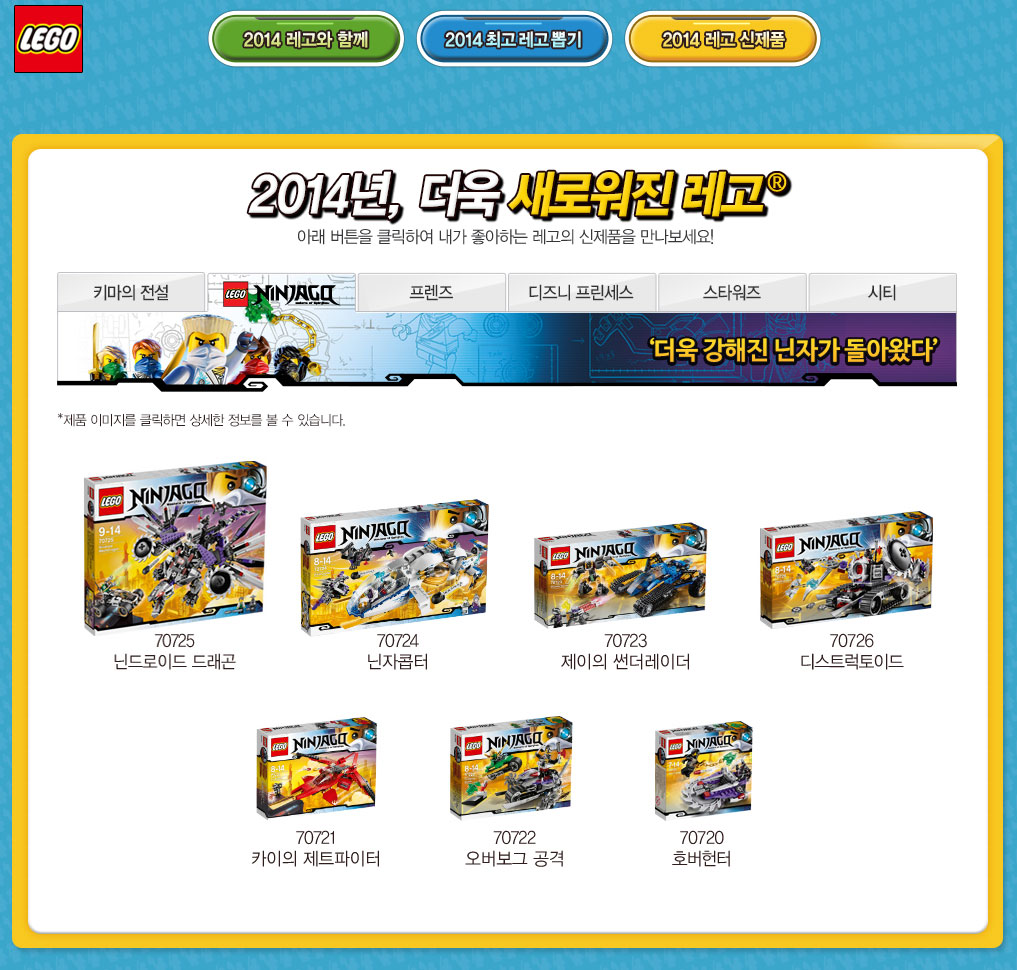 LEGO
2014 레고와 함께
2014 최고 레고 뽑기
2014 레고 신제품
2014년, 더욱 새로워진 레고®
아래 버튼을 클릭하여 내가 좋아하는 레고의 신제품을 만나보세요!
키마의 전설
LEGO NINJAGO
프렌즈
디즈니 프린세스
스타워즈
시티
‘더욱 강해진 닌자가 돌아왔다’
*제품 이미지를 클릭하면 상세한 정보를 볼 수 있습니다.
LEGO NINJAGO
9-14
70725
LEGO NINJAGO
8-14
LEGO NINJAGO
8-14
LEGO NINJAGO
8-14
70725
70724
70723
70726
닌드로이드 드래곤
닌자콥터
제이의 썬더레이더
디스트럭토이드
LEGO NINJAGO
8-14
LEGO NINJAGO
8-14
LEGO NINJAGO
7-14
70721
70722
70720
카이의 제트파이터
오버보그 공격
호버헌터